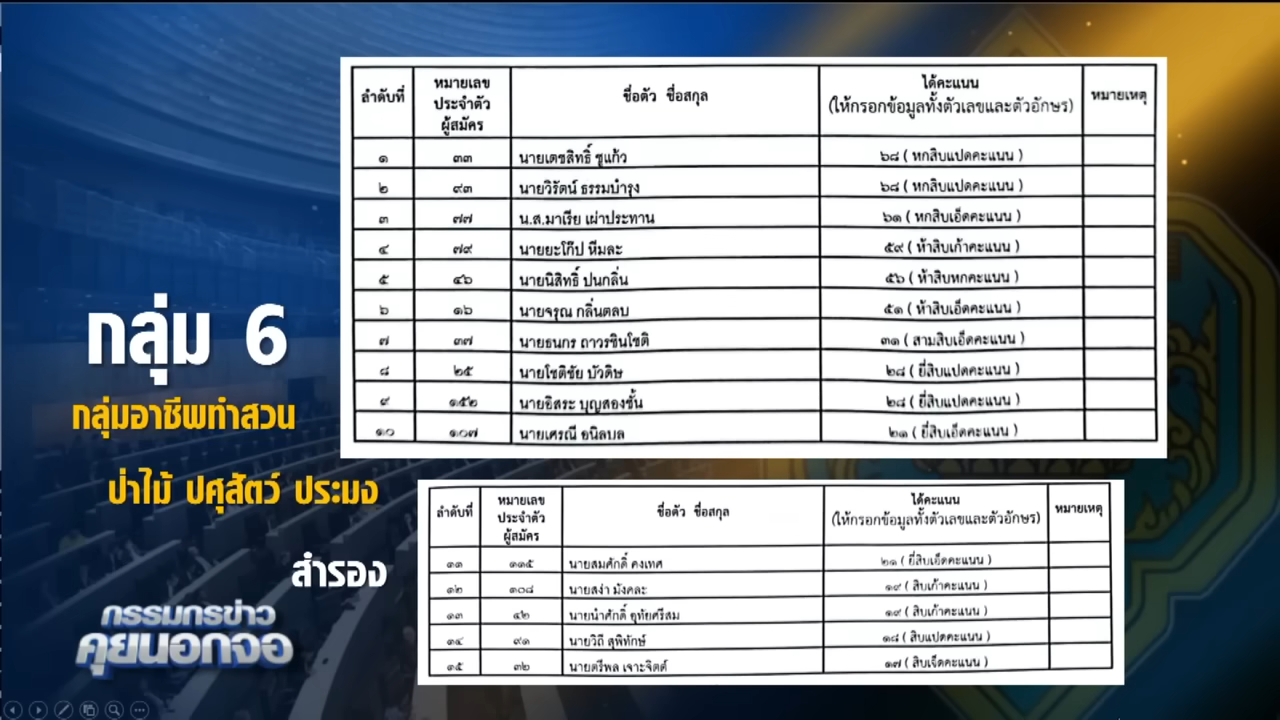 กลุ่ม 6
กลุ่มอาชีพทำสวน
ป่าไม้ ปศุสัตว์ ประมง
ลำดับที่ หมายเลขประจำตัวผู้สมัคร ชื่อตัว ชื่อสกุล ได้คะแนน (ให้กรอกข้อมูลทั้งตัวเลขและตัวอักษร) หมายเหตุ
๑ ๓๓ นายเดชสิทธิ์ ชูแก้ว ๖๘ ( หกสิบแปดคะแนน )
๒ ๙๓ นายวิรัตน์ ธรรมบำรุง ๖๘ ( หกสิบแปดคะแนน )
๓ ๗๗ น.ส.มาเรีย เผ่าประทาน ๖๑ ( หกสิบเอ็ดคะแนน )
๔ ๗๙ นายยะโก๊ป หีมละ ๕๙ ( ห้าสิบเก้าคะแนน )
๕ ๔๖ นายนิสิทธิ์ ปนกลิ่น ๕๖ ( ห้าสิบหกคะแนน )
๖ ๑๖ นายจรุณ กลิ่นตลบ ๕๑ ( ห้าสิบเอ็ดคะแนน )
๗ ๓๗ นายธนกร ถาวรชินโชติ ๓๑ ( สามสิบเอ็ดคะแนน )
๘ ๒๕ นายโชติชัย บัวดิษ ๒๘ ( ยี่สิบแปดคะแนน )
๙ ๑๕๒ นายอิสระ บุญสองชั้น ๒๘ ( ยี่สิบแปดคะแนน )
๑๐ ๑๐๗ นายเศรณี อนิลบล ๒๑ ( ยี่สิบเอ็ดคะแนน )
สำรอง
ลำดับที่ หมายเลขประจำตัวผู้สมัคร ชื่อตัว ชื่อสกุล ได้คะแนน (ให้กรอกข้อมูลทั้งตัวเลขและตัวอักษร) หมายเหตุ
๑๑ ๑๑๕ นายสมศักดิ์ คงเทศ ๒๑ ( ยี่สิบเอ็ดคะแนน )
๑๒ ๑๐๘ นายสง่า มังคละ ๑๙ ( สิบเก้าคะแนน )
๑๓ ๔๒ นายนำศักดิ์ อุทัยศรีสม ๑๙ ( สิบเก้าคะแนน )
๑๔ ๙๑ นายวิถี สุพิทักษ์ ๑๘ ( สิบแปดคะแนน )
๑๕ ๓๒ นายตรีพล เจาะจิตต์ ๑๗ ( สิบเจ็ดคะแนน )
กรรมกรข่าว
คุยนอกจอ